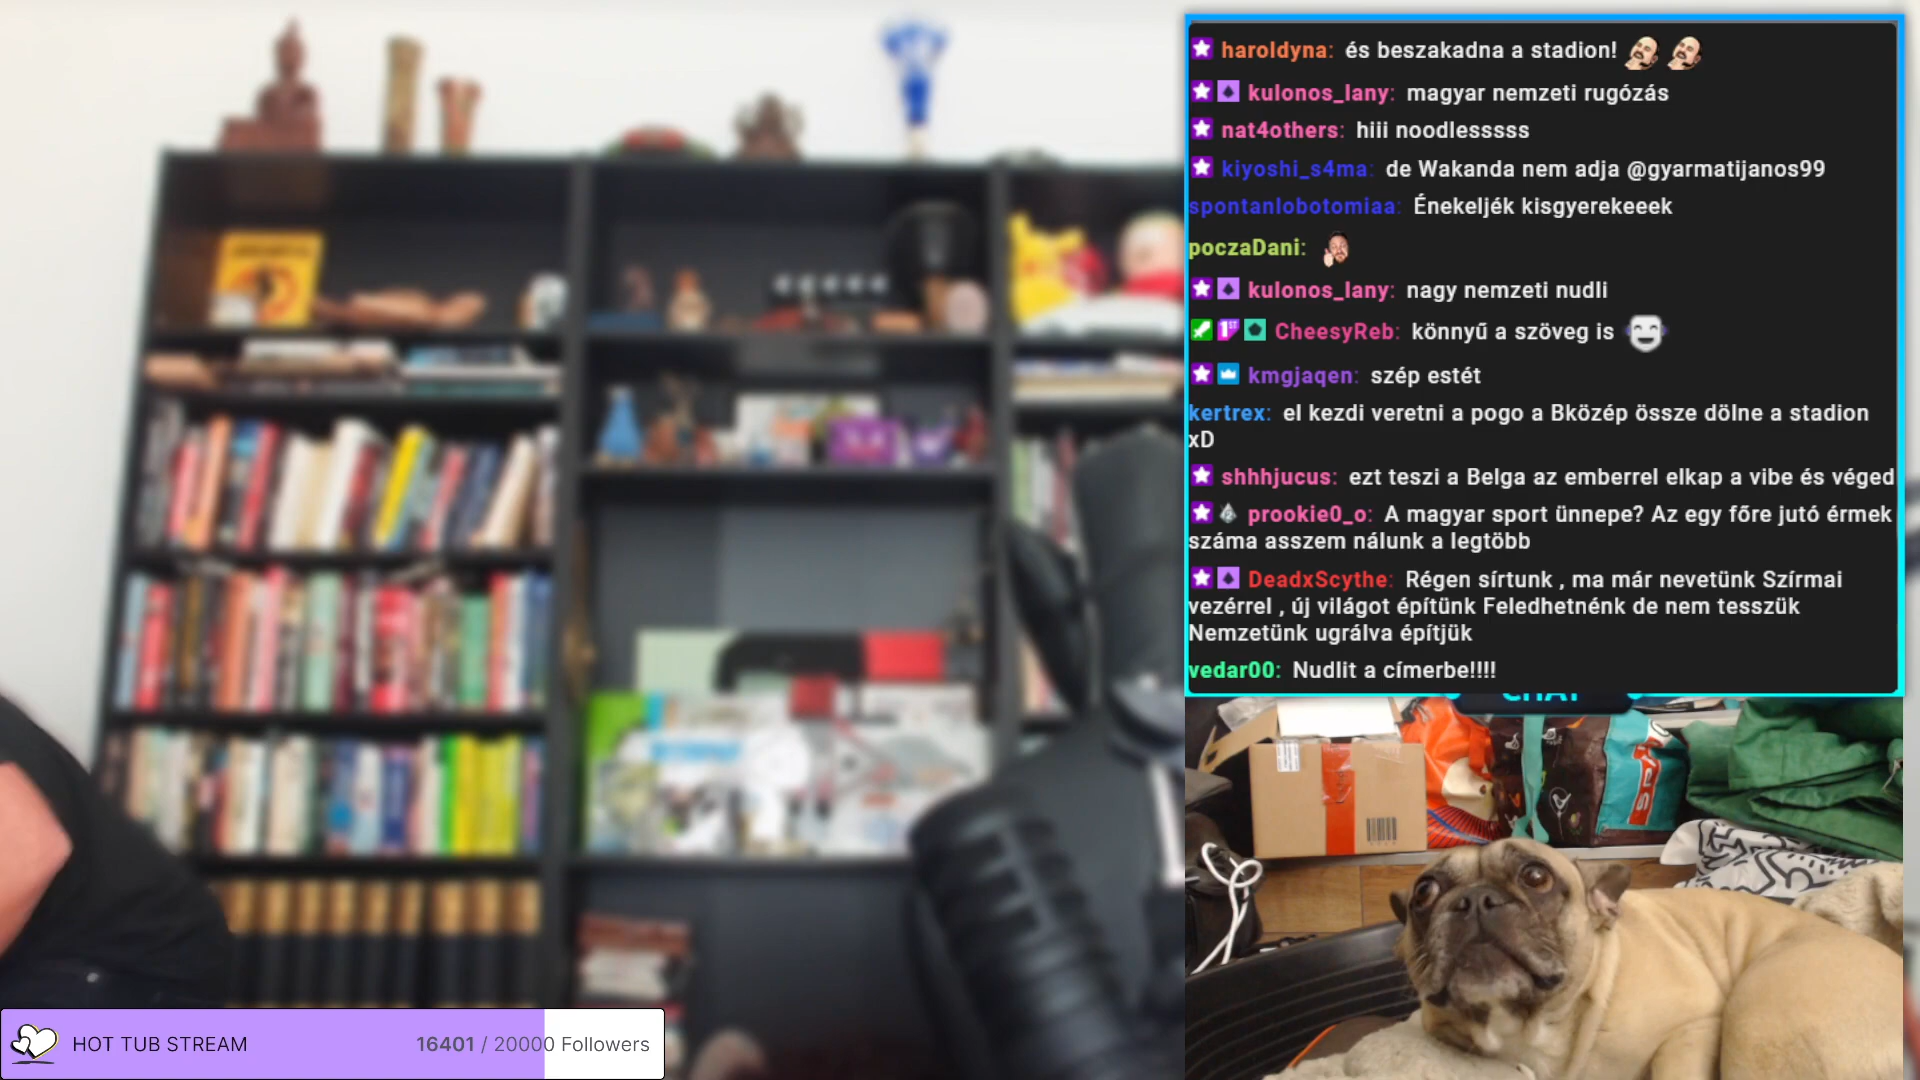 haroldyna: és beszakadna a stadion!
kulonos_lany: magyar nemzeti rugózás
nat4others: hiii noodlesssss
kiyoshi_s4ma: de Wakanda nem adja @gyarmatijanos99
spontanlobotomiaa: Énekeljék kisgyerekeeek
poczaDani:
kulonos_lany: nagy nemzeti nudli
1ST CheesyReb: könnyű a szöveg is
kmgjaqen: szép estét
kertrex: el kezdi veretni a pogo a Bközép össze dölne a stadion
xD
shhhjucus: ezt teszi a Belga az emberrel elkap a vibe és véged
prookie0_o: A magyar sport ünnepe? Az egy főre jutó érmek
száma asszem nálunk a legtöbb
DeadxScythe: Régen sírtunk , ma már nevetünk Szírmai
vezérrel , új világot építünk Feledhetnénk de nem tesszük
Nemzetünk ugrálva építjük
vedar00: Nudlit a címerbe!!!!
CHAT
HOT TUB STREAM 16401 / 20000 Followers